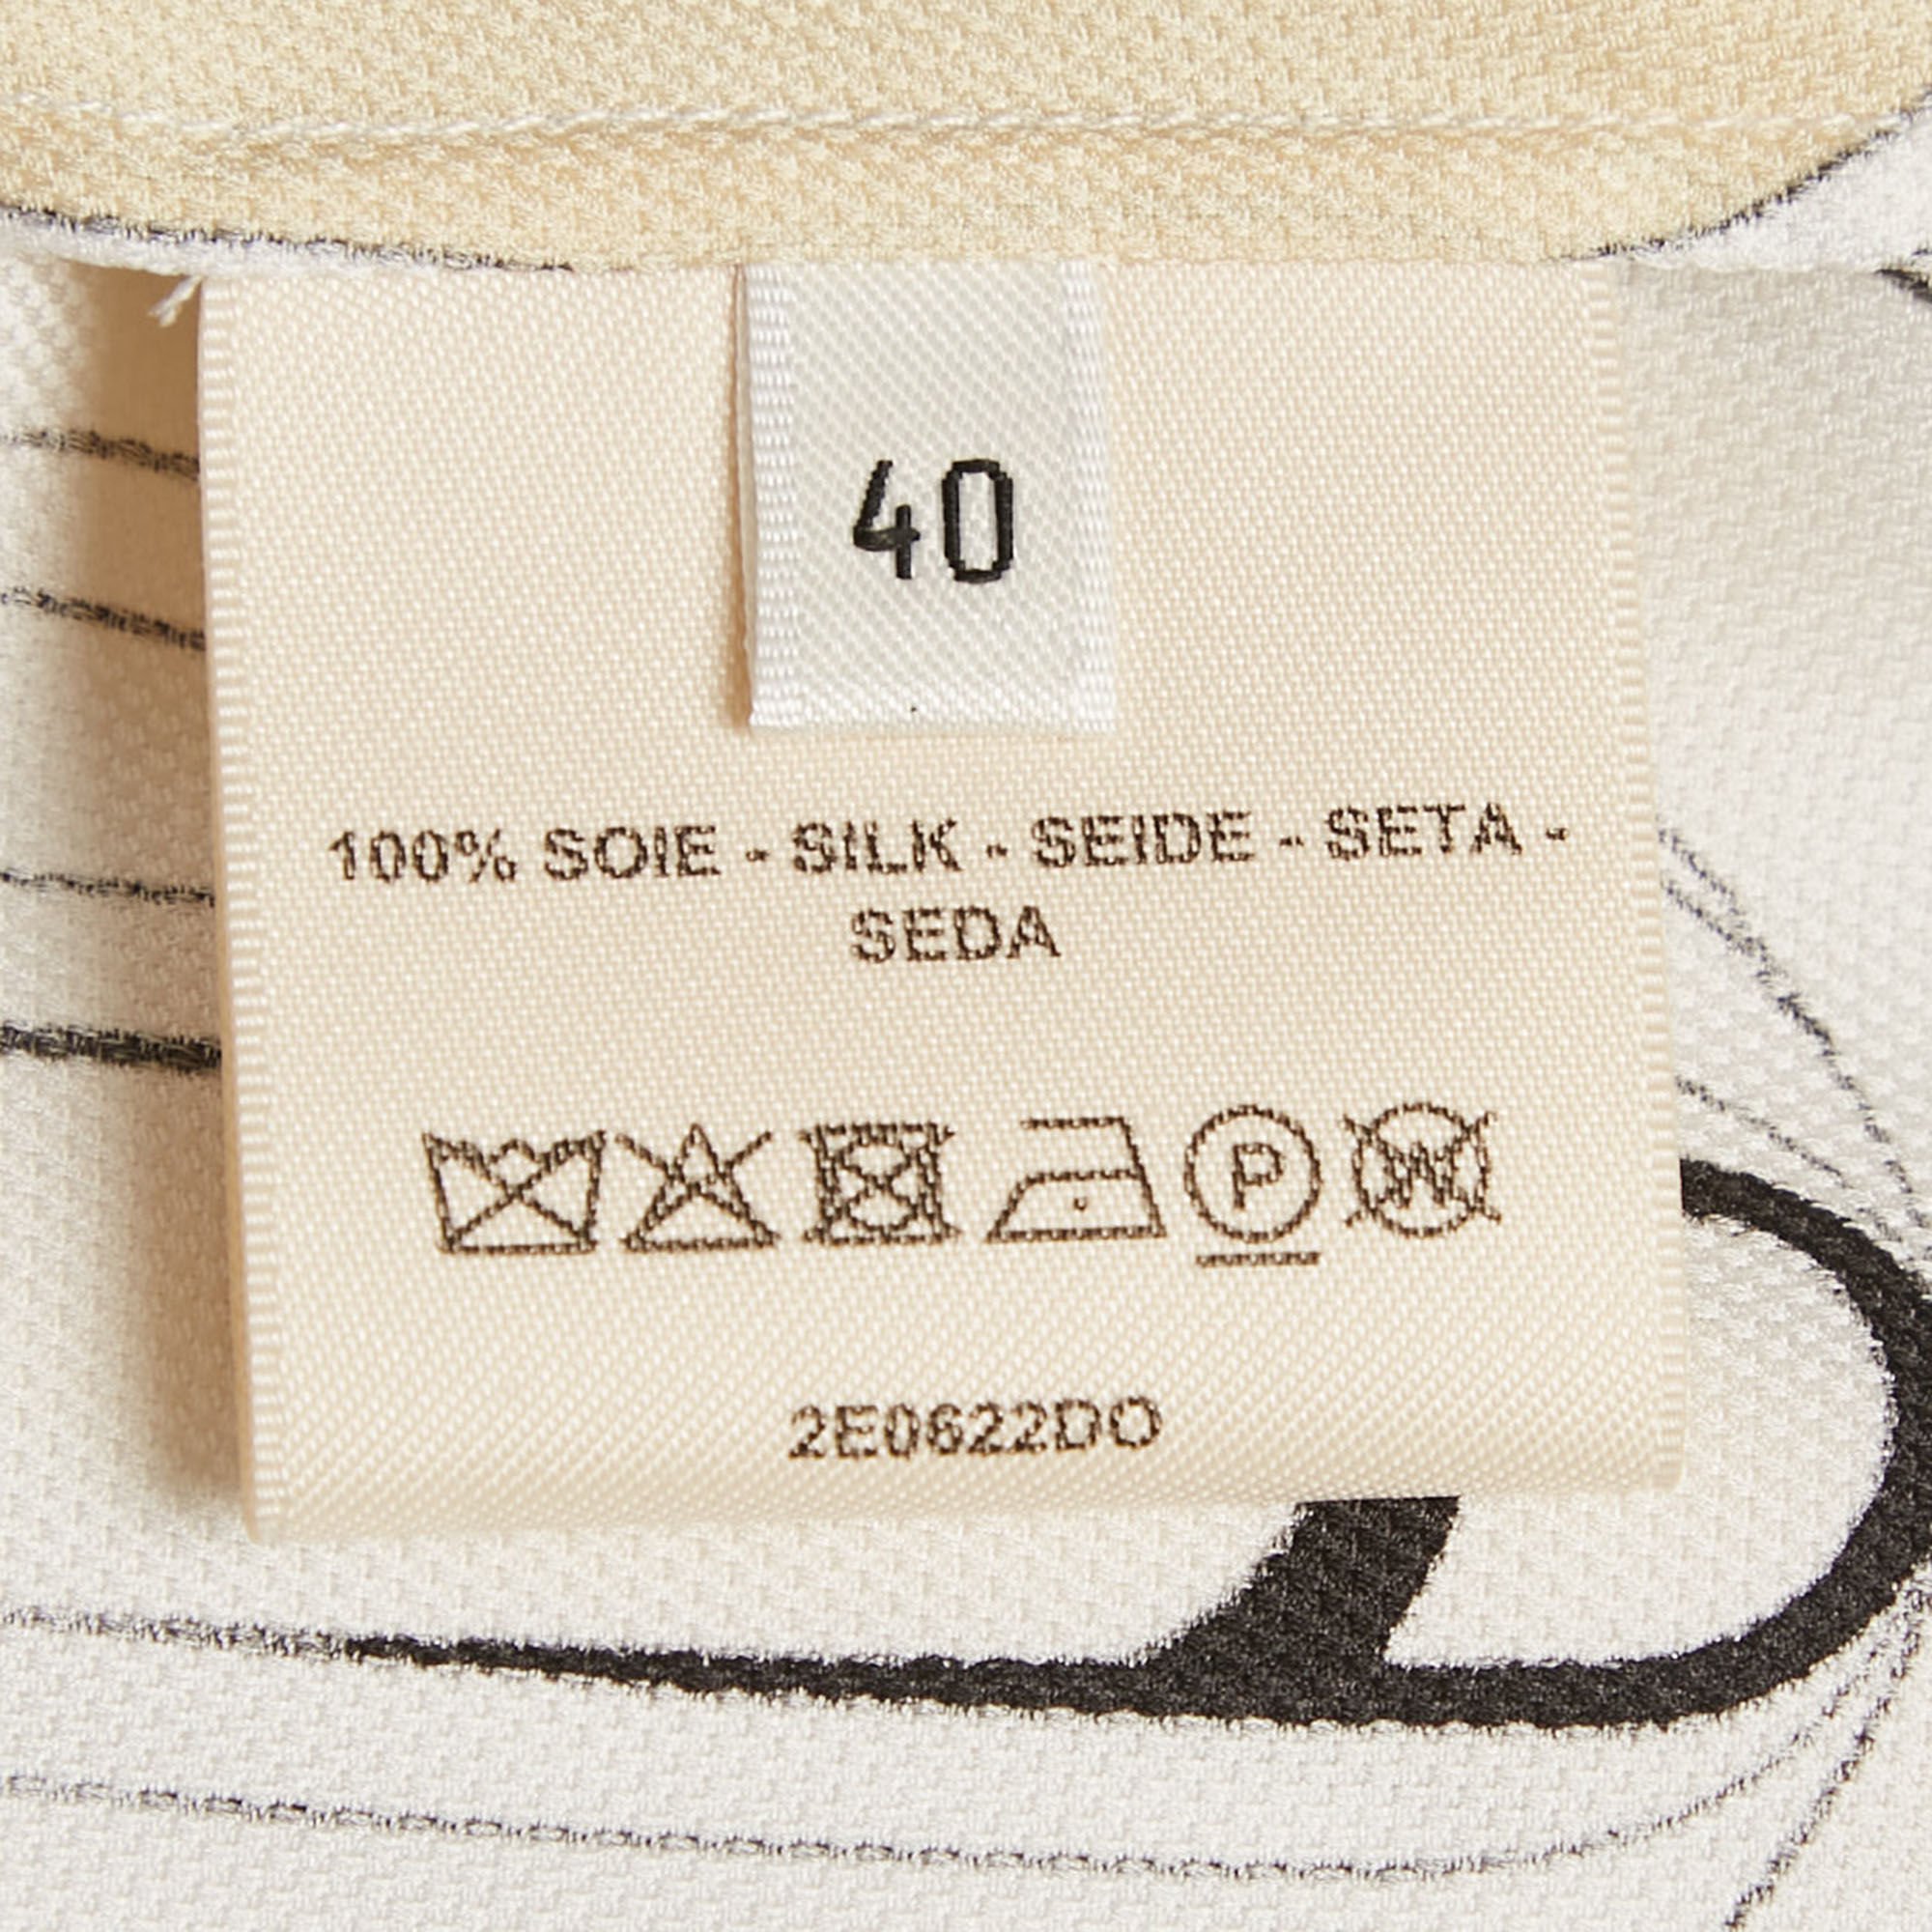 40
100% SOIE - SILK - SEIDE - SETA -
SEDA
P W
2E0622DO